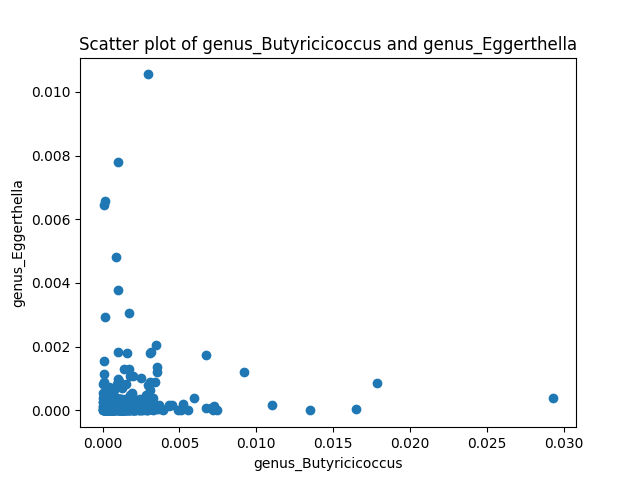 Scatter plot of genus_Butyricicoccus and genus_Eggerthella
0.010
0.008
0.006
0.004
0.002
0.000
genus_Eggerthella
0.000 0.005 0.010 0.015 0.020 0.025 0.030
genus_Butyricicoccus